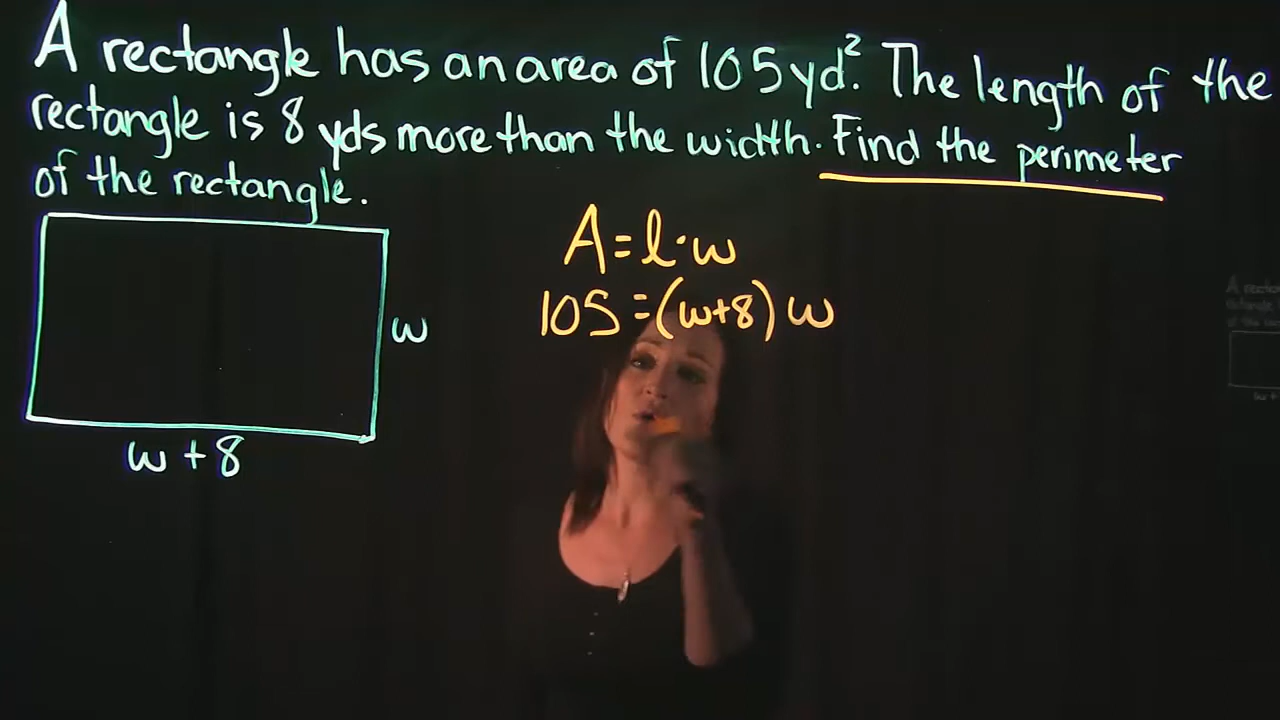 A rectangle has an area of 105 yd². The length of the
rectangle is 8 yds more than the width. Find the perimeter
of the rectangle.
A = l · w
105 = (w+8) w
w
w + 8